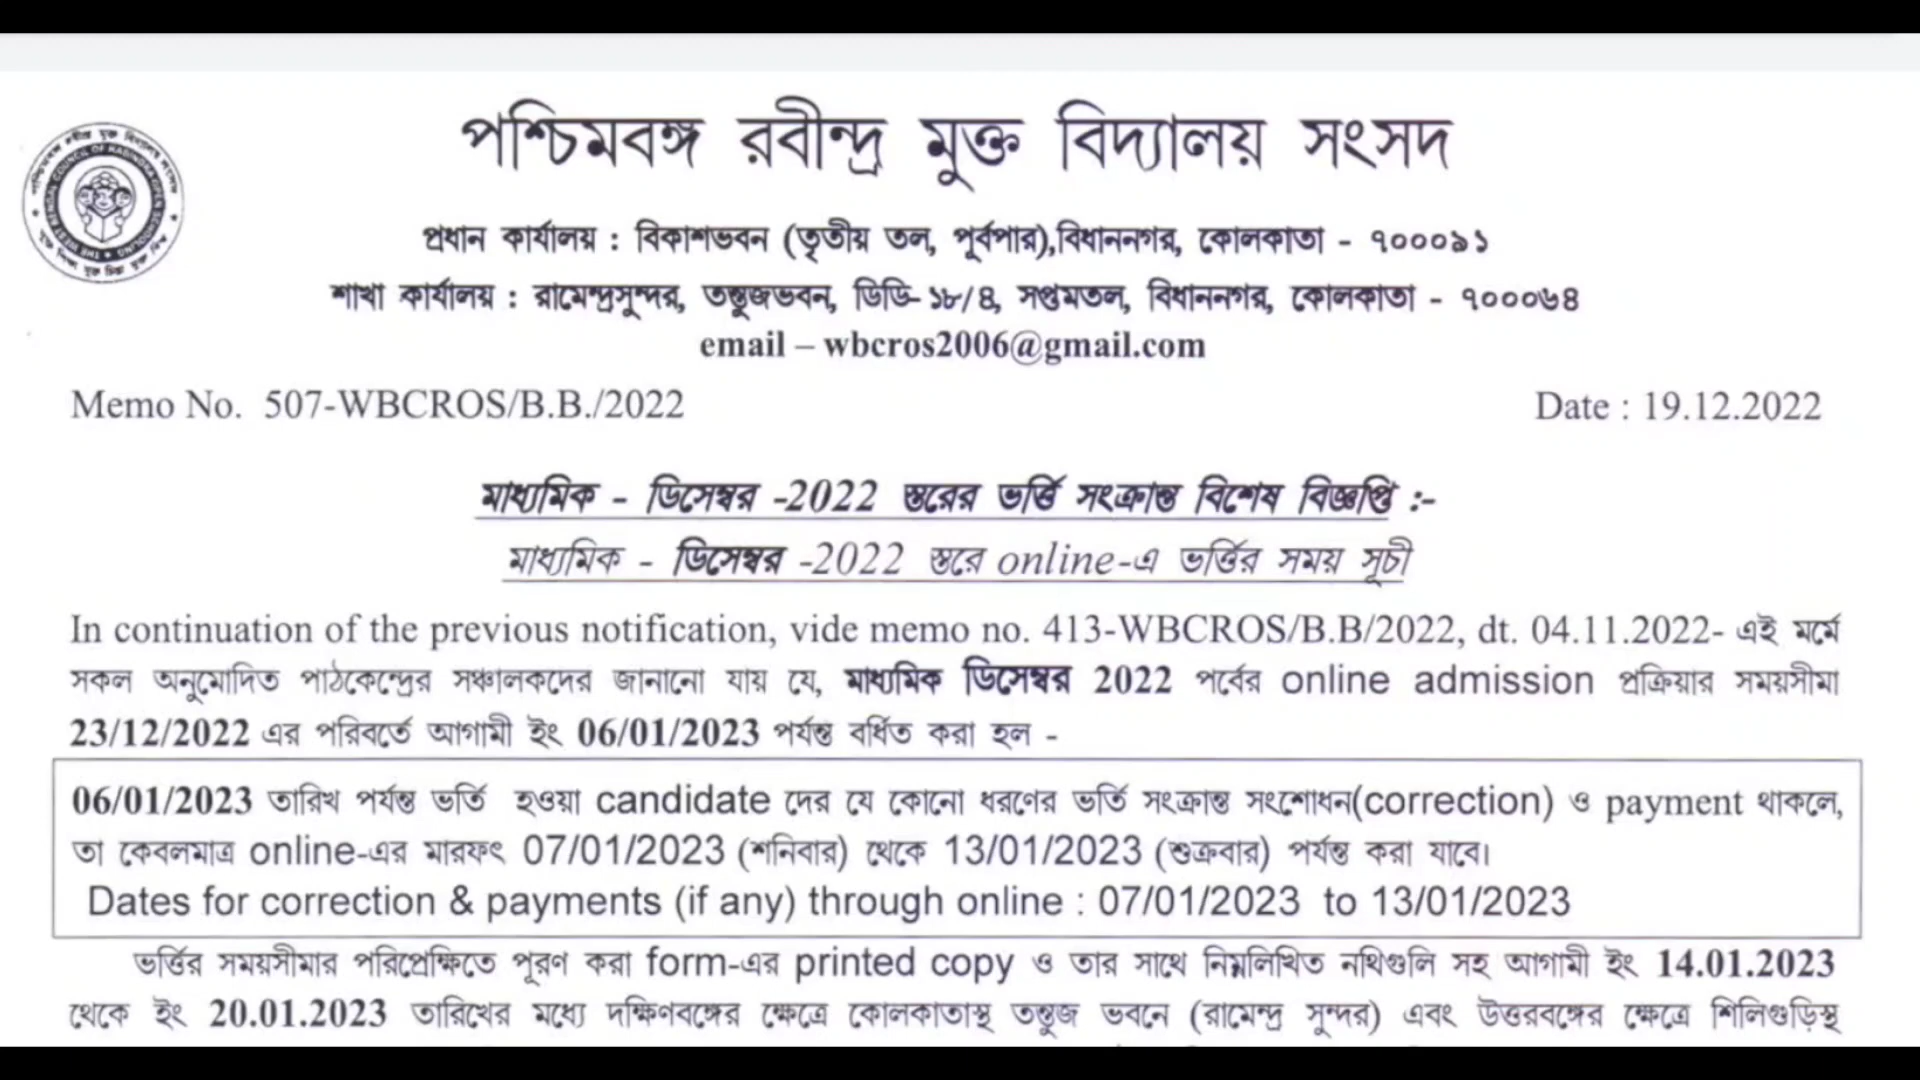 পশ্চিমবঙ্গ রবীন্দ্র মুক্ত বিদ্যালয় সংসদ
প্রধান কার্যালয় : বিকাশভবন (তৃতীয় তল, পূর্বপার),বিধাননগর, কোলকাতা - ৭০০০৯১
শাখা কার্যালয় : রামেন্দ্রসুন্দর, তন্তুজভবন, ডিডি-১৮/৪, সপ্তমতল, বিধাননগর, কোলকাতা - ৭০০০৬৪
email – wbcros2006@gmail.com
Memo No. 507-WBCROS/B.B./2022 Date : 19.12.2022
মাধ্যমিক - ডিসেম্বর -2022 স্তরের ভর্ত্তি সংক্রান্ত বিশেষ বিজ্ঞপ্তি :-
মাধ্যমিক - ডিসেম্বর -2022 স্তরে online-এ ভর্ত্তির সময় সূচী
In continuation of the previous notification, vide memo no. 413-WBCROS/B.B/2022, dt. 04.11.2022- এই মর্মে
সকল অনুমোদিত পাঠকেন্দ্রের সঞ্চালকদের জানানো যায় যে, মাধ্যমিক ডিসেম্বর 2022 পর্বের online admission প্রক্রিয়ার সময়সীমা
23/12/2022 এর পরিবর্তে আগামী ইং 06/01/2023 পর্যন্ত বর্ধিত করা হল -
06/01/2023 তারিখ পর্যন্ত ভর্তি হওয়া candidate দের যে কোনো ধরণের ভর্তি সংক্রান্ত সংশোধন(correction) ও payment থাকলে,
তা কেবলমাত্র online-এর মারফৎ 07/01/2023 (শনিবার) থেকে 13/01/2023 (শুক্রবার) পর্যন্ত করা যাবে।
Dates for correction & payments (if any) through online : 07/01/2023 to 13/01/2023
ভর্ত্তির সময়সীমার পরিপ্রেক্ষিতে পূরণ করা form-এর printed copy ও তার সাথে নিম্নলিখিত নথিগুলি সহ আগামী ইং 14.01.2023
থেকে ইং 20.01.2023 তারিখের মধ্যে দক্ষিণবঙ্গের ক্ষেত্রে কোলকাতাস্থ তন্তুজ ভবনে (রামেন্দ্র সুন্দর) এবং উত্তরবঙ্গের ক্ষেত্রে শিলিগুড়িস্থ